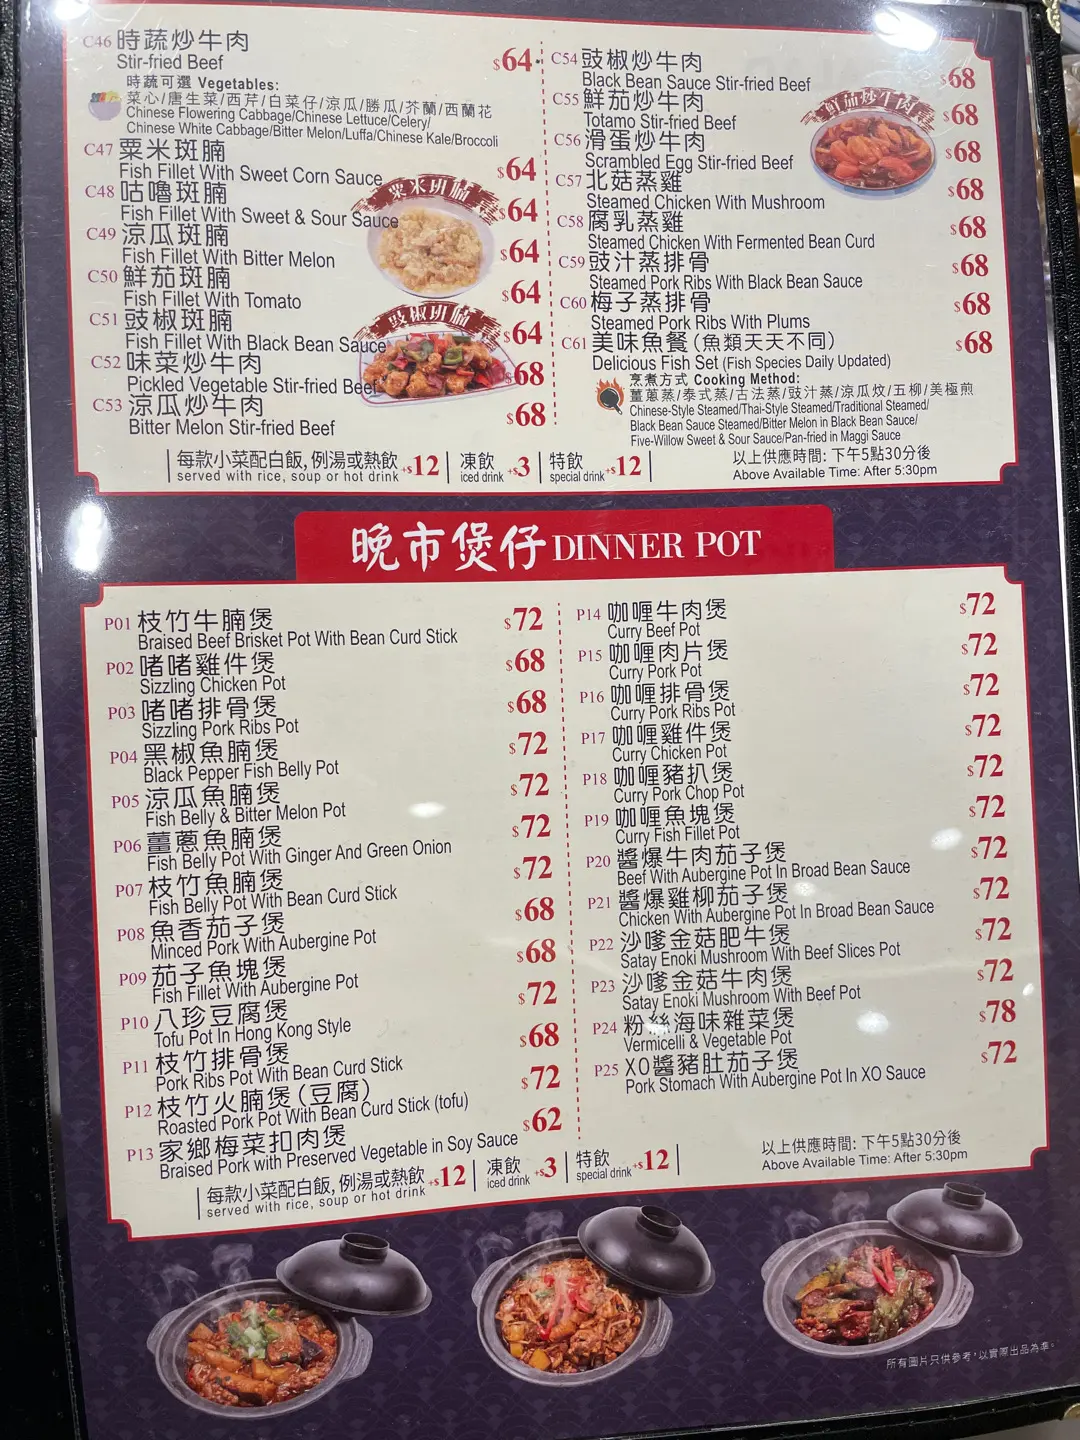 C46 時蔬炒牛肉 $64
Stir-fried Beef
時蔬可選 Vegetables:
菜心/唐生菜/西芹/白菜仔/涼瓜/勝瓜/芥蘭/西蘭花
Chinese Flowering Cabbage/Chinese Lettuce/Celery/
Chinese White Cabbage/Bitter Melon/Luffa/Chinese Kale/Broccoli
C47 粟米斑腩 $64
Fish Fillet With Sweet Corn Sauce
粟米班腩
C48 咕嚕斑腩 $64
Fish Fillet With Sweet & Sour Sauce
C49 涼瓜斑腩 $64
Fish Fillet With Bitter Melon
C50 鮮茄斑腩 $64
Fish Fillet With Tomato
C51 豉椒斑腩 $64
Fish Fillet With Black Bean Sauce
豉椒班腩
C52 味菜炒牛肉 $68
Pickled Vegetable Stir-fried Beef
C53 涼瓜炒牛肉 $68
Bitter Melon Stir-fried Beef
C54 豉椒炒牛肉 $68
Black Bean Sauce Stir-fried Beef
C55 鮮茄炒牛肉 $68
Totamo Stir-fried Beef
鮮茄炒牛肉
C56 滑蛋炒牛肉 $68
Scrambled Egg Stir-fried Beef
C57 北菇蒸雞 $68
Steamed Chicken With Mushroom
C58 腐乳蒸雞 $68
Steamed Chicken With Fermented Bean Curd
C59 豉汁蒸排骨 $68
Steamed Pork Ribs With Black Bean Sauce
C60 梅子蒸排骨 $68
Steamed Pork Ribs With Plums
C61 美味魚餐(魚類天天不同) $68
Delicious Fish Set (Fish Species Daily Updated)
烹煮方式 Cooking Method:
薑蔥蒸/泰式蒸/古法蒸/豉汁蒸/涼瓜炆/五柳/美極煎
Chinese-Style Steamed/Thai-Style Steamed/Traditional Steamed/
Black Bean Sauce Steamed/Bitter Melon in Black Bean Sauce/
Five-Willow Sweet & Sour Sauce/Pan-fried in Maggi Sauce
每款小菜配白飯,例湯或熱飲 +$12 凍飲 +$3 特飲 +$12
served with rice, soup or hot drink iced drink special drink
以上供應時間: 下午5點30分後
Above Available Time: After 5:30pm
晚市煲仔 DINNER POT
P01 枝竹牛腩煲 $72
Braised Beef Brisket Pot With Bean Curd Stick
P02 啫啫雞件煲 $68
Sizzling Chicken Pot
P03 啫啫排骨煲 $68
Sizzling Pork Ribs Pot
P04 黑椒魚腩煲 $72
Black Pepper Fish Belly Pot
P05 涼瓜魚腩煲 $72
Fish Belly & Bitter Melon Pot
P06 薑蔥魚腩煲 $72
Fish Belly Pot With Ginger And Green Onion
P07 枝竹魚腩煲 $72
Fish Belly Pot With Bean Curd Stick
P08 魚香茄子煲 $68
Minced Pork With Aubergine Pot
P09 茄子魚塊煲 $68
Fish Fillet With Aubergine Pot
P10 八珍豆腐煲 $72
Tofu Pot In Hong Kong Style
P11 枝竹排骨煲 $68
Pork Ribs Pot With Bean Curd Stick
P12 枝竹火腩煲(豆腐) $72
Roasted Pork Pot With Bean Curd Stick (tofu)
P13 家鄉梅菜扣肉煲 $62
Braised Pork with Preserved Vegetable in Soy Sauce
P14 咖喱牛肉煲 $72
Curry Beef Pot
P15 咖喱肉片煲 $72
Curry Pork Pot
P16 咖喱排骨煲 $72
Curry Pork Ribs Pot
P17 咖喱雞件煲 $72
Curry Chicken Pot
P18 咖喱豬扒煲 $72
Curry Pork Chop Pot
P19 咖喱魚塊煲 $72
Curry Fish Fillet Pot
P20 醬爆牛肉茄子煲 $72
Beef With Aubergine Pot In Broad Bean Sauce
P21 醬爆雞柳茄子煲 $72
Chicken With Aubergine Pot In Broad Bean Sauce
P22 沙嗲金菇肥牛煲 $72
Satay Enoki Mushroom With Beef Slices Pot
P23 沙嗲金菇牛肉煲 $72
Satay Enoki Mushroom With Beef Pot
P24 粉絲海味雜菜煲 $78
Vermicelli & Vegetable Pot
P25 XO醬豬肚茄子煲 $72
Pork Stomach With Aubergine Pot In XO Sauce
每款小菜配白飯,例湯或熱飲 +$12 凍飲 +$3 特飲 +$12
served with rice, soup or hot drink iced drink special drink
以上供應時間: 下午5點30分後
Above Available Time: After 5:30pm
所有圖片只供參考,以實際出品為準。